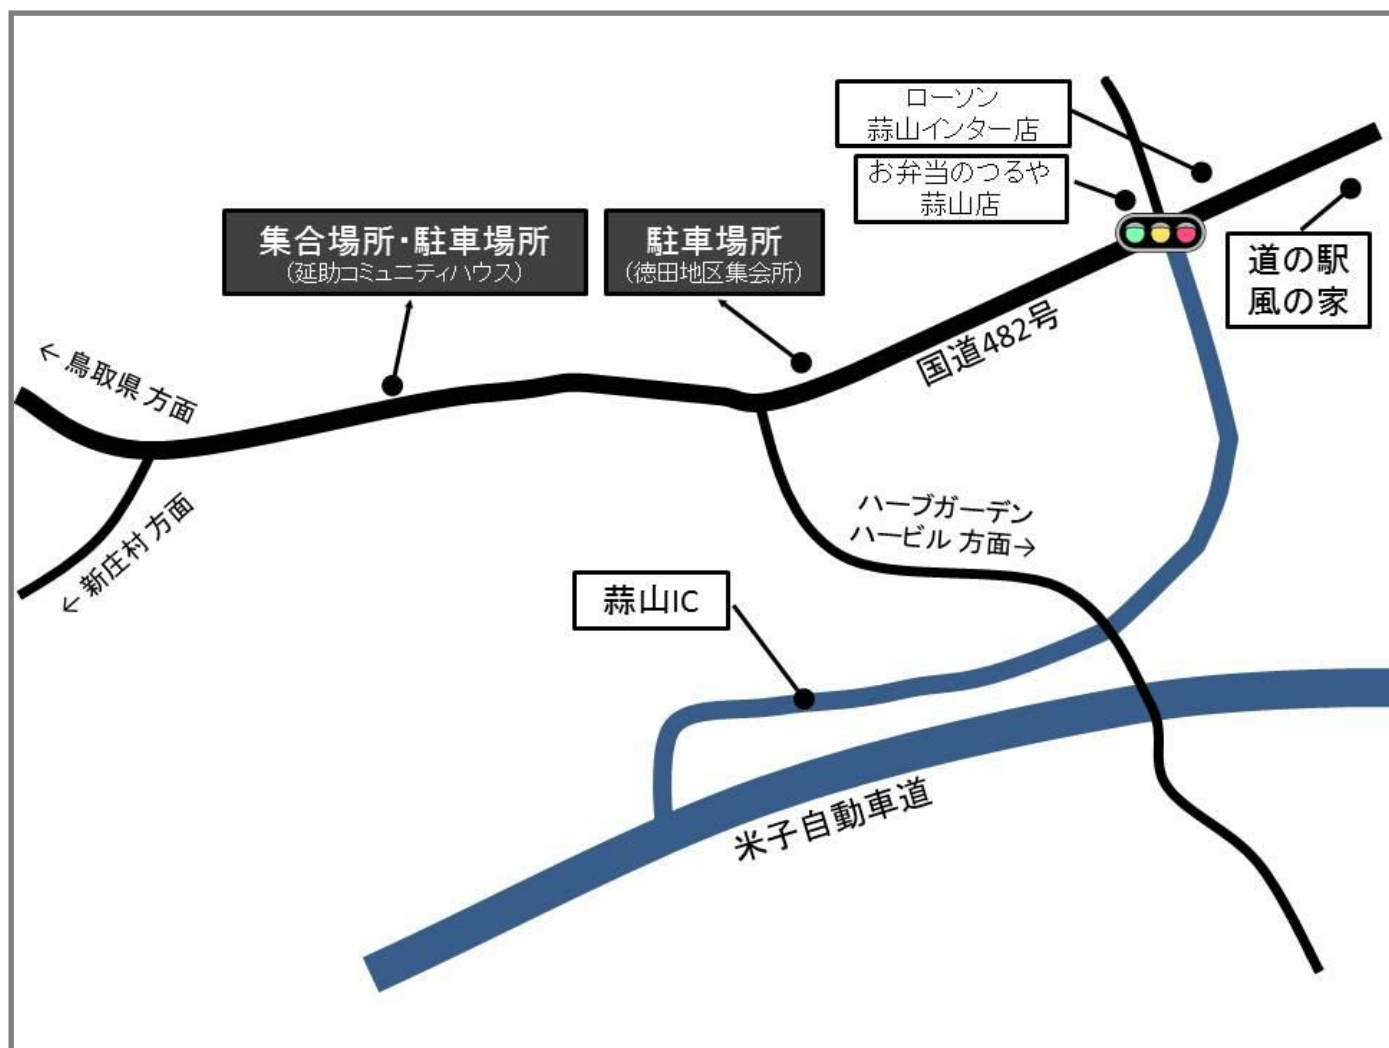 ローソン
蒜山インター店
お弁当のつるや
蒜山店
集合場所・駐車場所
(延助コミュニティハウス)
駐車場所
(徳田地区集会所)
道の駅
風の家
国道482号
← 鳥取県 方面
← 新庄村 方面
ハーブガーデン
ハービル 方面→
蒜山IC
米子自動車道